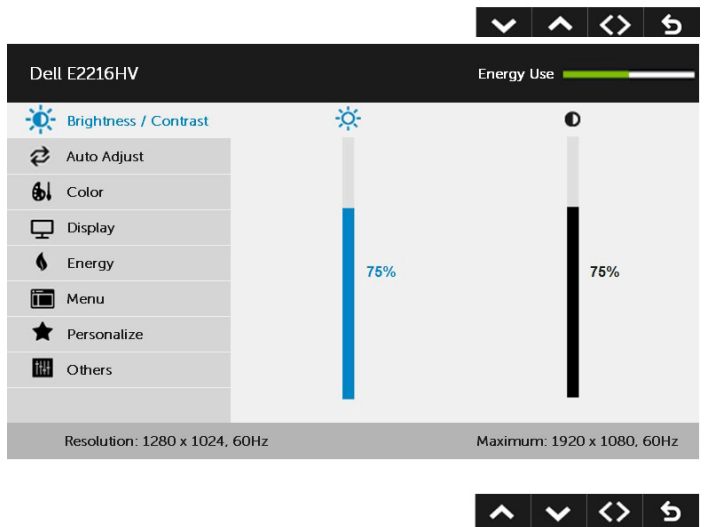 Dell E2216HV
Energy Use
Brightness / Contrast
Auto Adjust
Color
Display
Energy
75%
75%
Menu
Personalize
Others
Resolution: 1280 x 1024, 60Hz
Maximum: 1920 x 1080, 60Hz